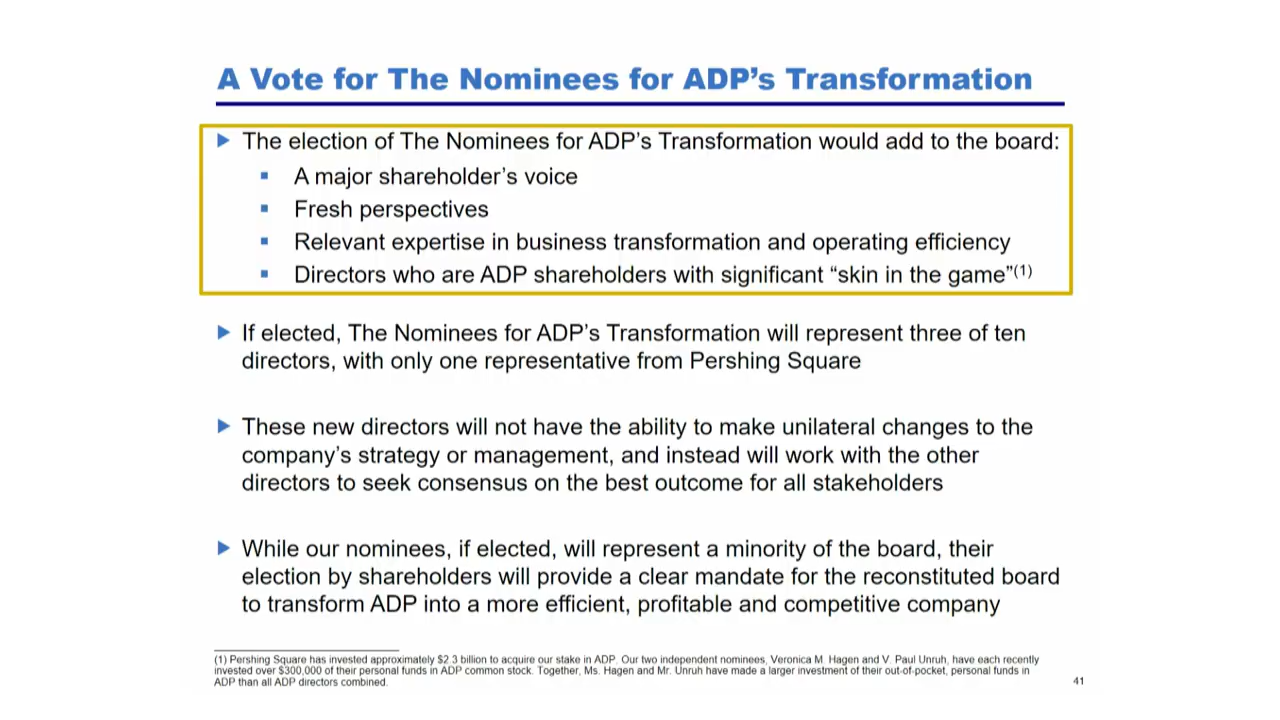 A Vote for The Nominees for ADP's Transformation
The election of The Nominees for ADP's Transformation would add to the board:
A major shareholder's voice
Fresh perspectives
Relevant expertise in business transformation and operating efficiency
Directors who are ADP shareholders with significant “skin in the game”(1)
If elected, The Nominees for ADP's Transformation will represent three of ten
directors, with only one representative from Pershing Square
These new directors will not have the ability to make unilateral changes to the
company's strategy or management, and instead will work with the other
directors to seek consensus on the best outcome for all stakeholders
While our nominees, if elected, will represent a minority of the board, their
election by shareholders will provide a clear mandate for the reconstituted board
to transform ADP into a more efficient, profitable and competitive company
(1) Pershing Square has invested approximately $2.3 billion to acquire our stake in ADP. Our two independent nominees, Veronica M. Hagen and V. Paul Unruh, have each recently
invested over $300,000 of their personal funds in ADP common stock. Together, Ms. Hagen and Mr. Unruh have made a larger investment of their out-of-pocket, personal funds in
ADP than all ADP directors combined.
41